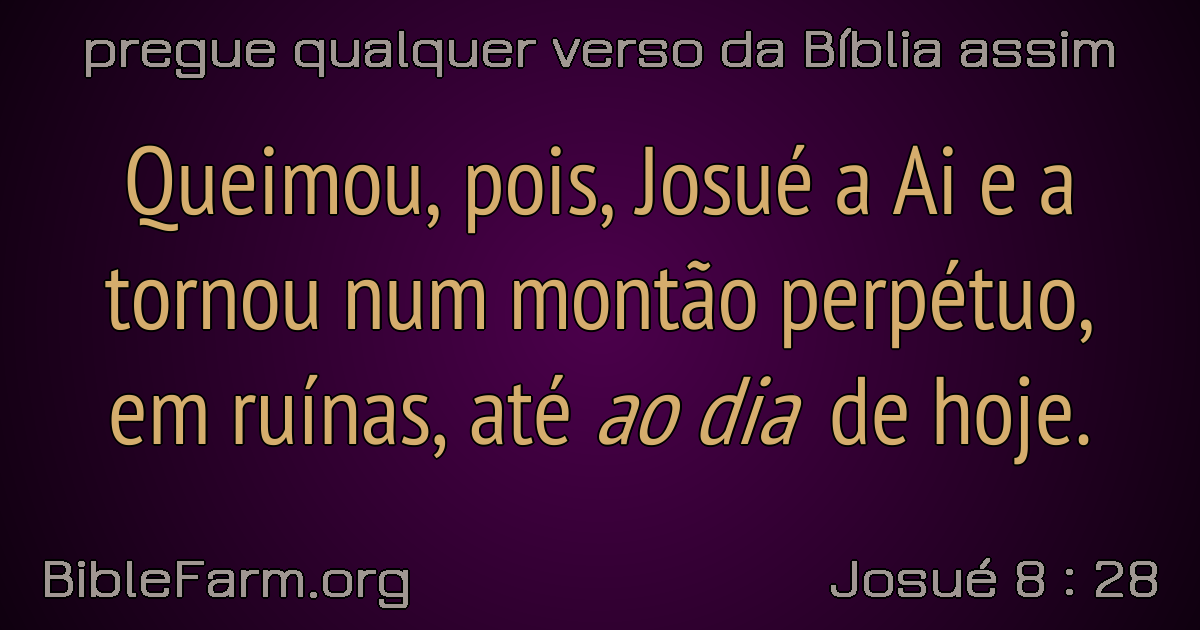 pregue qualquer verso da Bíblia assim
Queimou, pois, Josué a Ai e a
tornou num montão perpétuo,
em ruínas, até ao dia de hoje.
BibleFarm.org
Josué 8 : 28